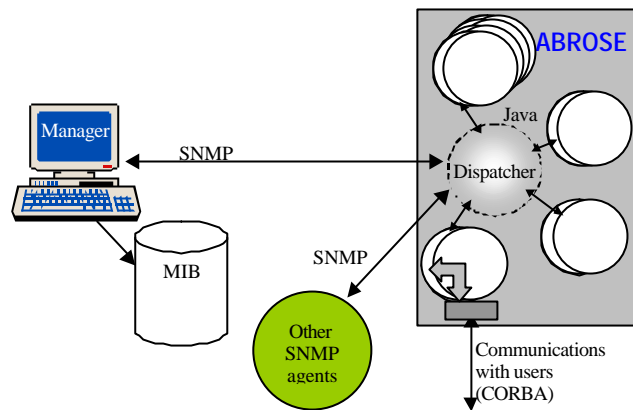 ABROSE
Manager
Java
SNMP
Dispatcher
MIB
SNMP
Other
SNMP
agents
Communications
with users
(CORBA)